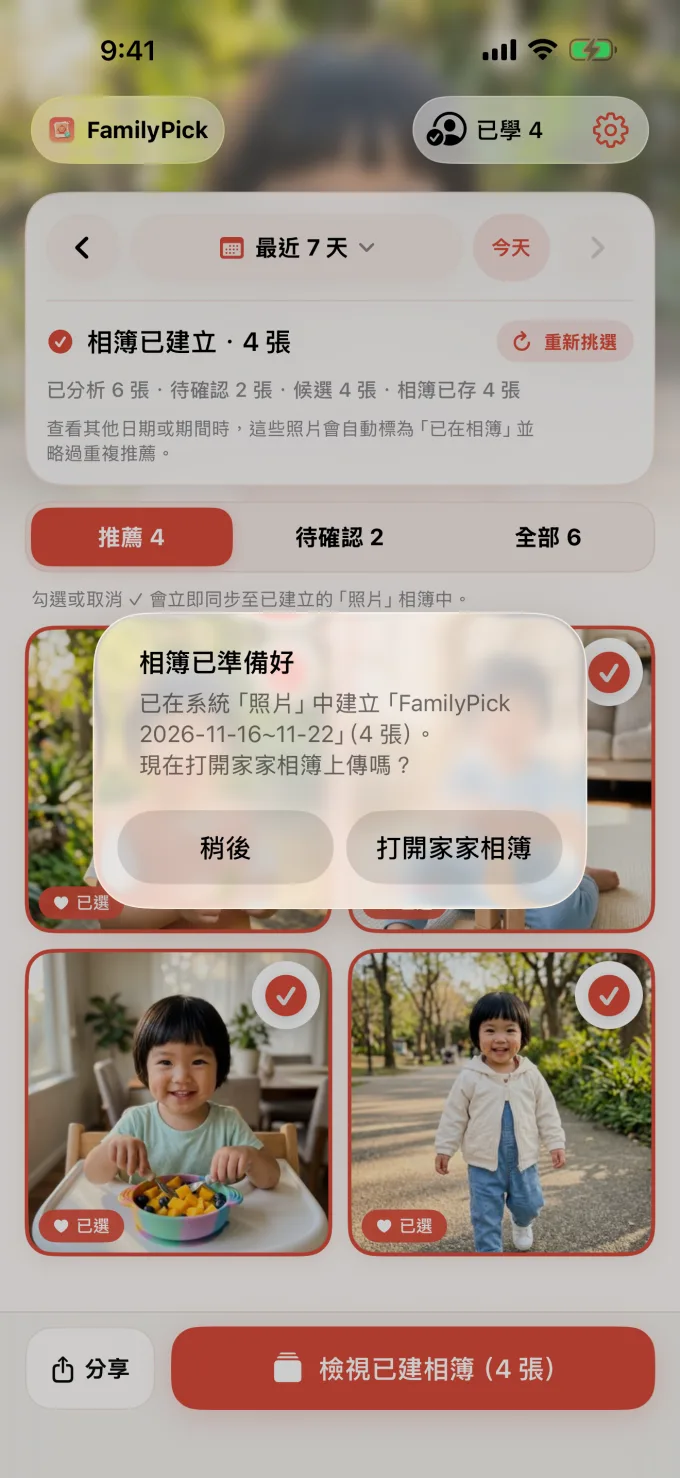 9:41
FamilyPick
已學 4
最近 7 天
今天
相簿已建立 · 4 張
重新挑選
已分析 6 張 · 待確認 2 張 · 候選 4 張 · 相簿已存 4 張
查看其他日期或期間時，這些照片會自動標為「已在相簿」並
略過重複推薦。
推薦 4
待確認 2
全部 6
勾選或取消 ✓ 會立即同步至已建立的「照片」相簿中。
相簿已準備好
已在系統「照片」中建立「FamilyPick
2026-11-16~11-22」（4 張）。
現在打開家家相簿上傳嗎？
稍後
打開家家相簿
已選
已選
已選
分享
檢視已建相簿（4 張）